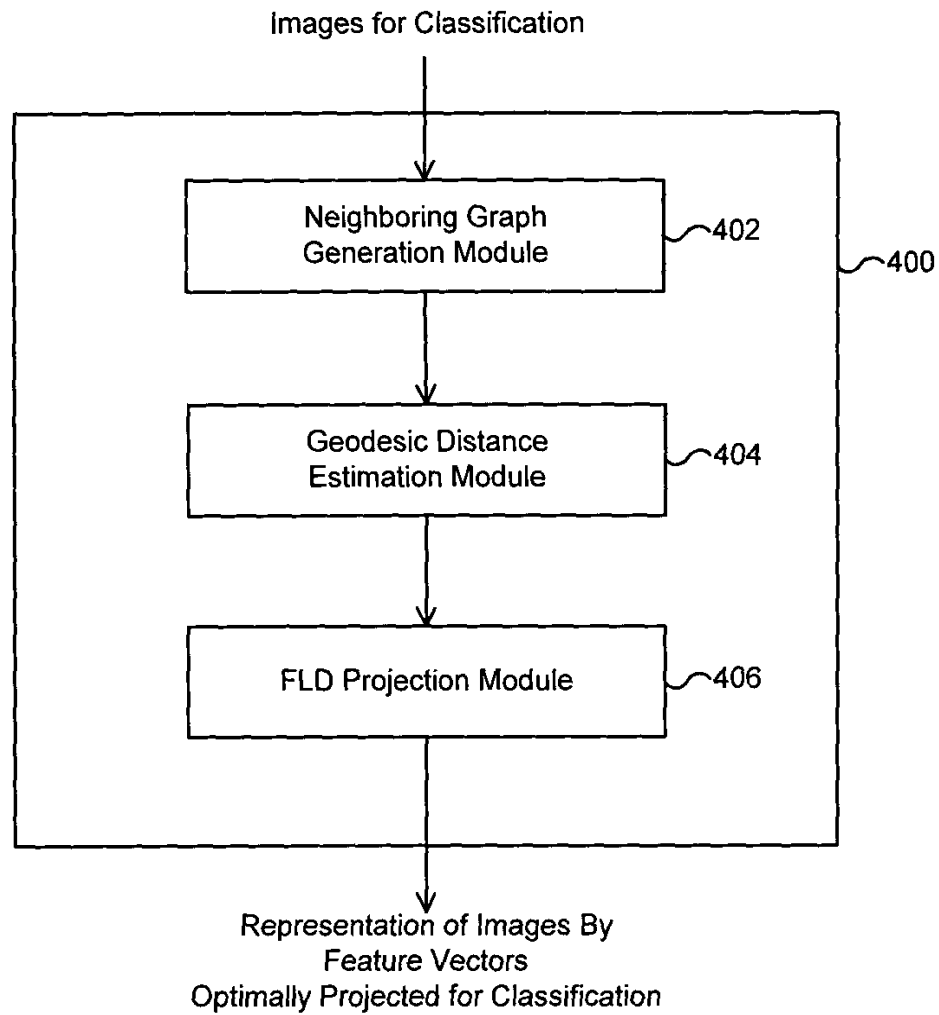 Images for Classification
Neighboring Graph
Generation Module
402
400
Geodesic Distance
Estimation Module
404
FLD Projection Module
406
Representation of Images By
Feature Vectors
Optimally Projected for Classification